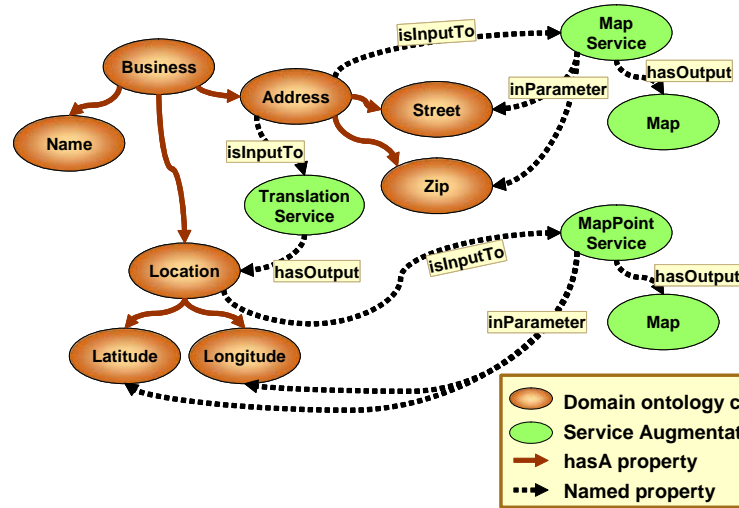 isInputTo
Map
Service
Business
hasOutput
Address
inParameter
Street
Map
Name
isInputTo
Zip
Translation
Service
MapPoint
Service
isInputTo
Location
hasOutput
hasOutput
inParameter
Map
Latitude
Longitude
Domain ontology c
Service Augmentat
hasA property
Named property